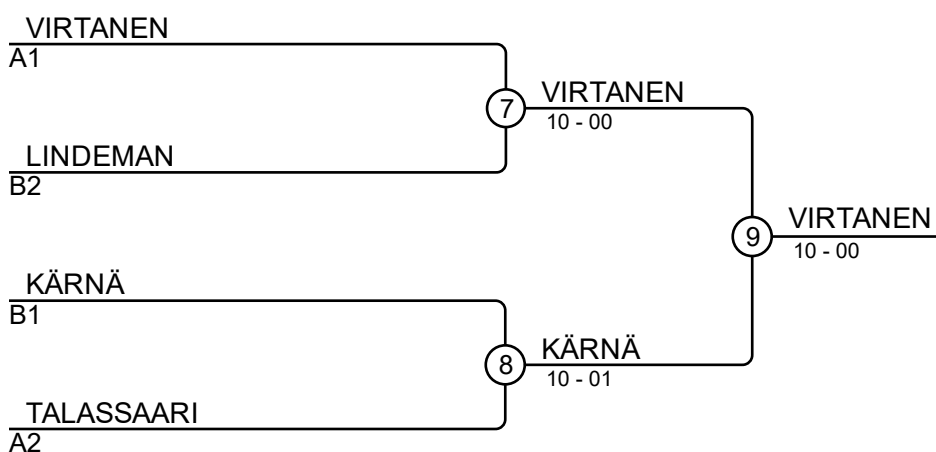 VIRTANEN
A1
7
VIRTANEN
10 - 00
LINDEMAN
B2
9
VIRTANEN
10 - 00
KÄRNÄ
B1
8
KÄRNÄ
10 - 01
TALASSAARI
A2